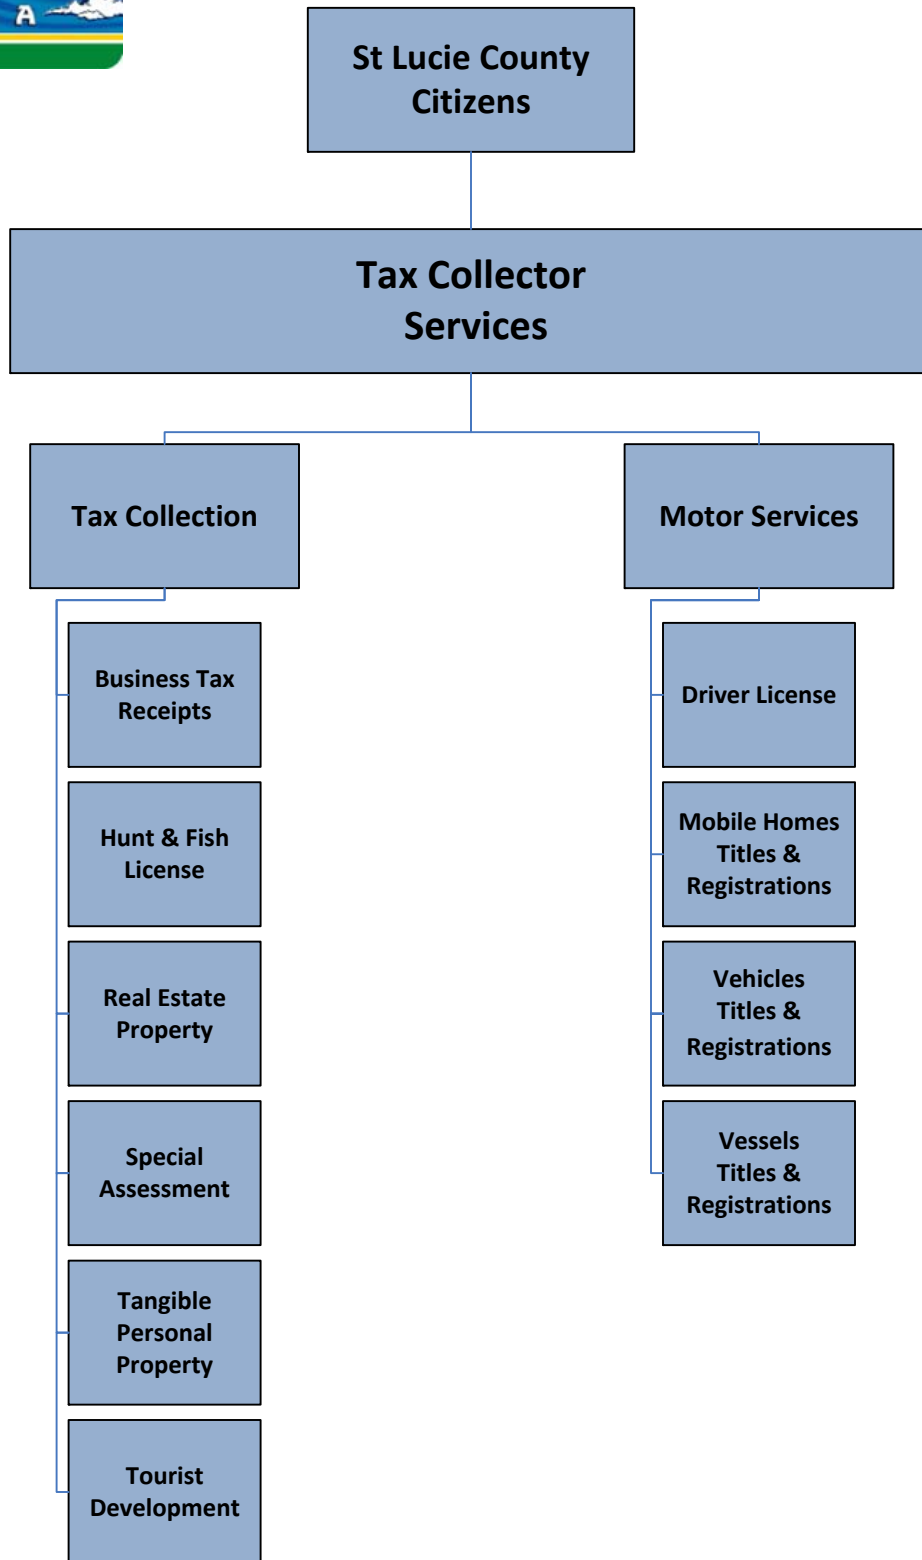 A
St Lucie County
Citizens
Tax Collector
Services
Tax Collection
Business Tax
Receipts
Hunt & Fish
License
Real Estate
Property
Special
Assessment
Tangible
Personal
Property
Tourist
Development
Motor Services
Driver License
Mobile Homes
Titles &
Registrations
Vehicles
Titles &
Registrations
Vessels
Titles &
Registrations